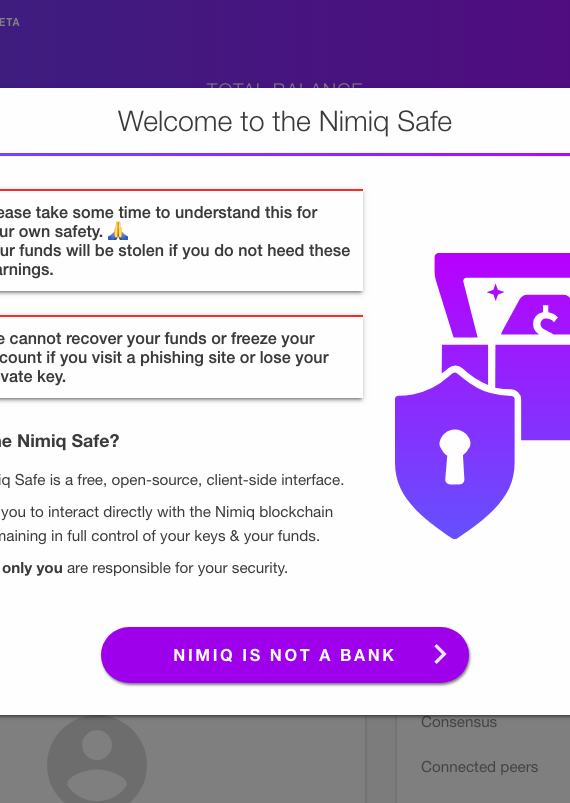 ETA
TOTAL BALANCE
Welcome to the Nimiq Safe
ease take some time to understand this for
ur own safety. 🙏
ur funds will be stolen if you do not heed these
arnings.
e cannot recover your funds or freeze your
count if you visit a phishing site or lose your
vate key.
e Nimiq Safe?
iq Safe is a free, open-source, client-side interface.
you to interact directly with the Nimiq blockchain
maining in full control of your keys & your funds.
only you are responsible for your security.
NIMIQ IS NOT A BANK
Consensus
Connected peers